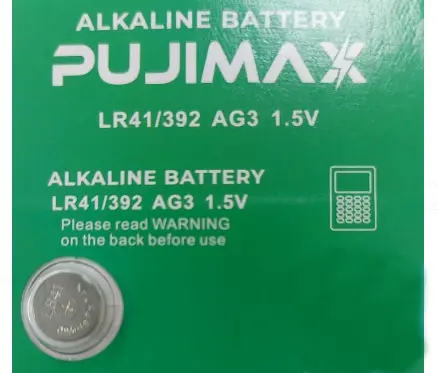 ALKALINE BATTERY
PUJIMAX
LR41/392 AG3 1.5V
ALKALINE BATTERY
LR41/392 AG3 1.5V
Please read WARNING
on the back before use
LR41